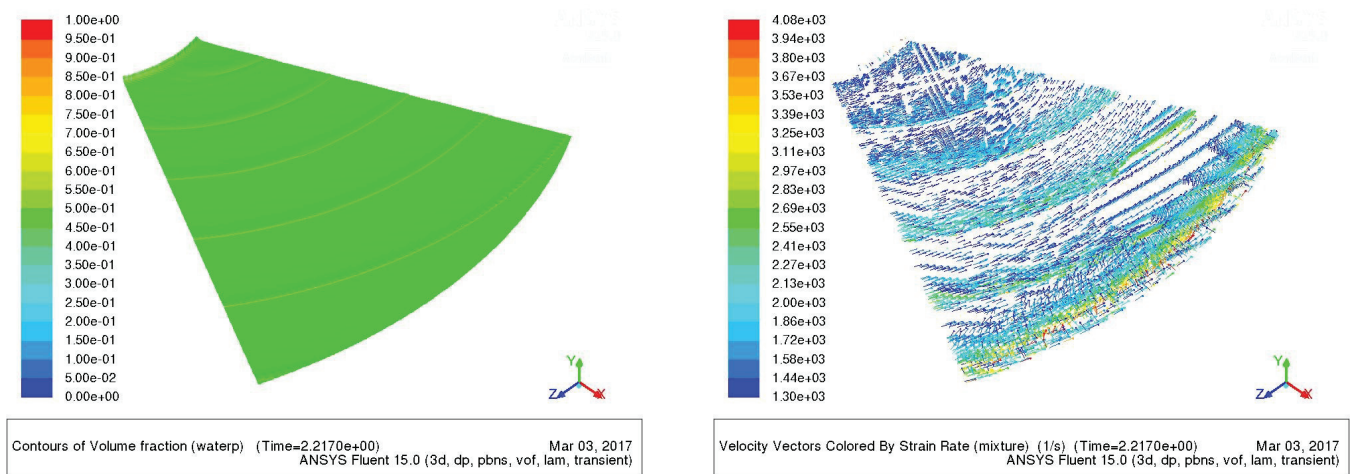 1.00e+00
9.50e-01
9.00e-01
8.50e-01
8.00e-01
7.50e-01
7.00e-01
6.50e-01
6.00e-01
5.50e-01
5.00e-01
4.50e-01
4.00e-01
3.50e-01
3.00e-01
2.50e-01
2.00e-01
1.50e-01
1.00e-01
5.00e-02
0.00e+00
Y
Z
X
Contours of Volume fraction (waterp) (Time=2.2170e+00) Mar 03, 2017
ANSYS Fluent 15.0 (3d, dp, pbns, vof, lam, transient)
4.08e+03
3.94e+03
3.80e+03
3.67e+03
3.53e+03
3.39e+03
3.25e+03
3.11e+03
2.97e+03
2.83e+03
2.69e+03
2.55e+03
2.41e+03
2.27e+03
2.13e+03
2.00e+03
1.86e+03
1.72e+03
1.58e+03
1.44e+03
1.30e+03
Y
Z
X
Velocity Vectors Colored By Strain Rate (mixture) (1/s) (Time=2.2170e+00) Mar 03, 2017
ANSYS Fluent 15.0 (3d, dp, pbns, vof, lam, transient)